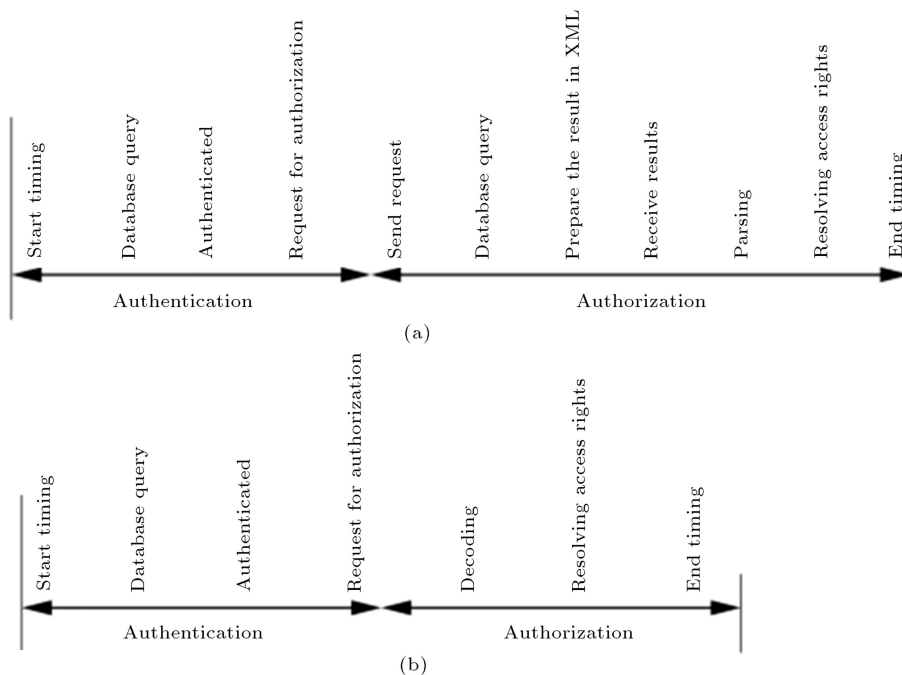 Start timing
Database query
Authenticated
Request for authorization
Send request
Database query
Prepare the result in XML
Receive results
Parsing
Resolving access rights
End timing
Authentication
Authorization
(a)
Start timing
Database query
Authenticated
Request for authorization
Decoding
Resolving access rights
End timing
Authentication
Authorization
(b)